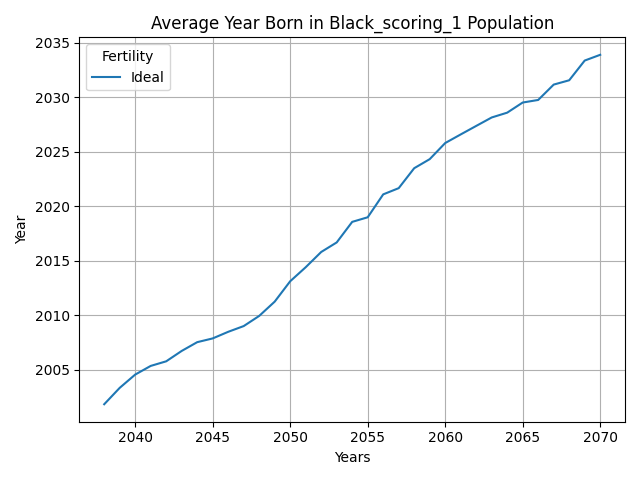 Average Year Born in Black_scoring_1 Population
Fertility
Ideal
Year
2035
2030
2025
2020
2015
2010
2005
2040 2045 2050 2055 2060 2065 2070
Years